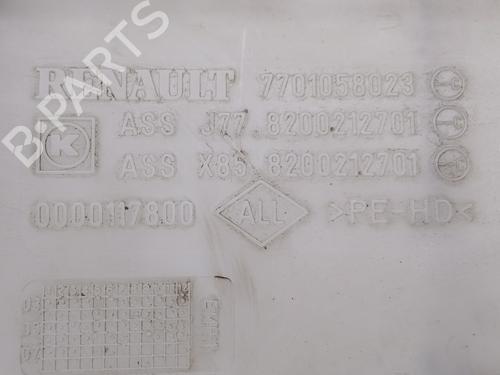 RENAULT 7701058023
K ASS J77.8200212701
ASS X85.8200212701
0000117800 ALL >PE-HD<
B-PARTS